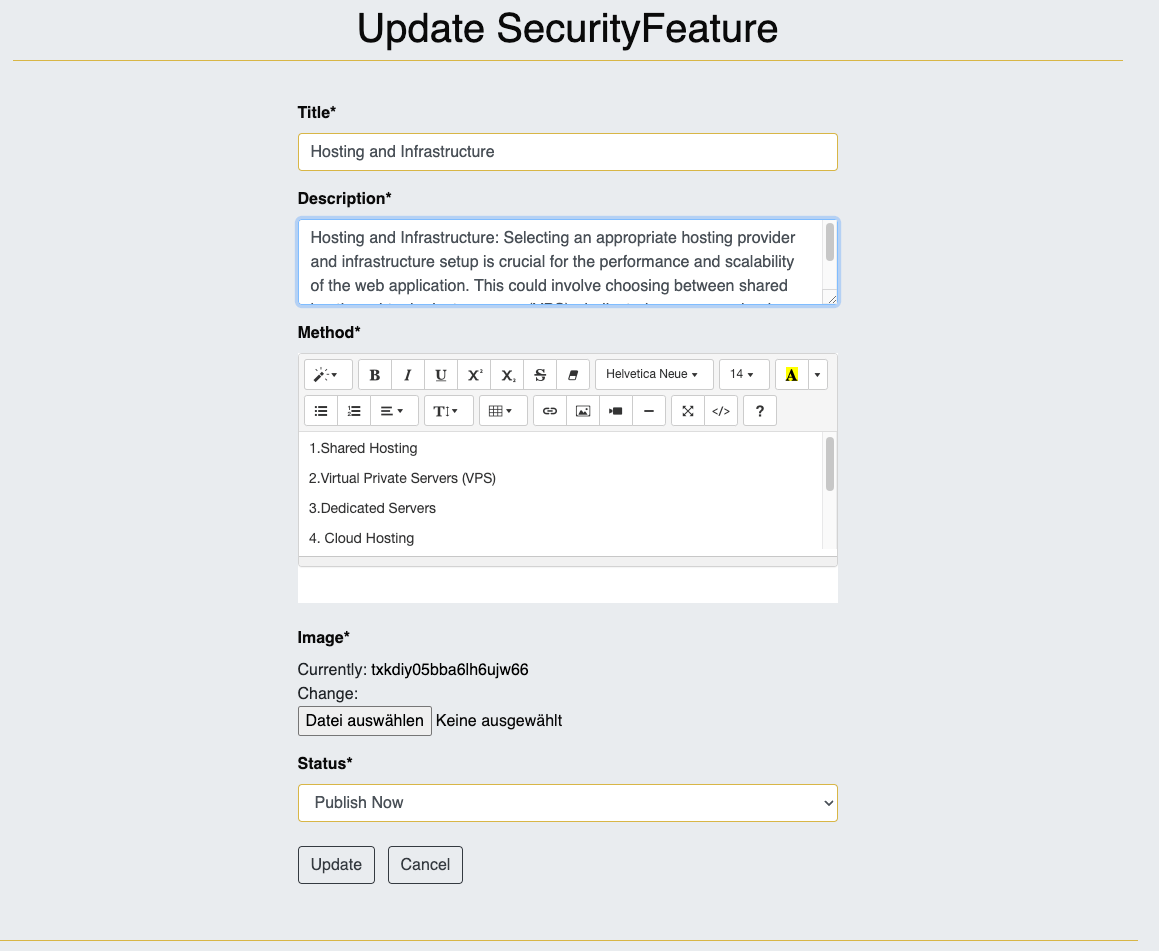 Update SecurityFeature
Title*
Hosting and Infrastructure
Description*
Hosting and Infrastructure: Selecting an appropriate hosting provider
and infrastructure setup is crucial for the performance and scalability
of the web application. This could involve choosing between shared
Method*
B I U X² X₂ S Helvetica Neue 14 A
T </> ?
1.Shared Hosting
2.Virtual Private Servers (VPS)
3.Dedicated Servers
4. Cloud Hosting
Image*
Currently: txkdiy05bba6lh6ujw66
Change:
Datei auswählen Keine ausgewählt
Status*
Publish Now
Update Cancel